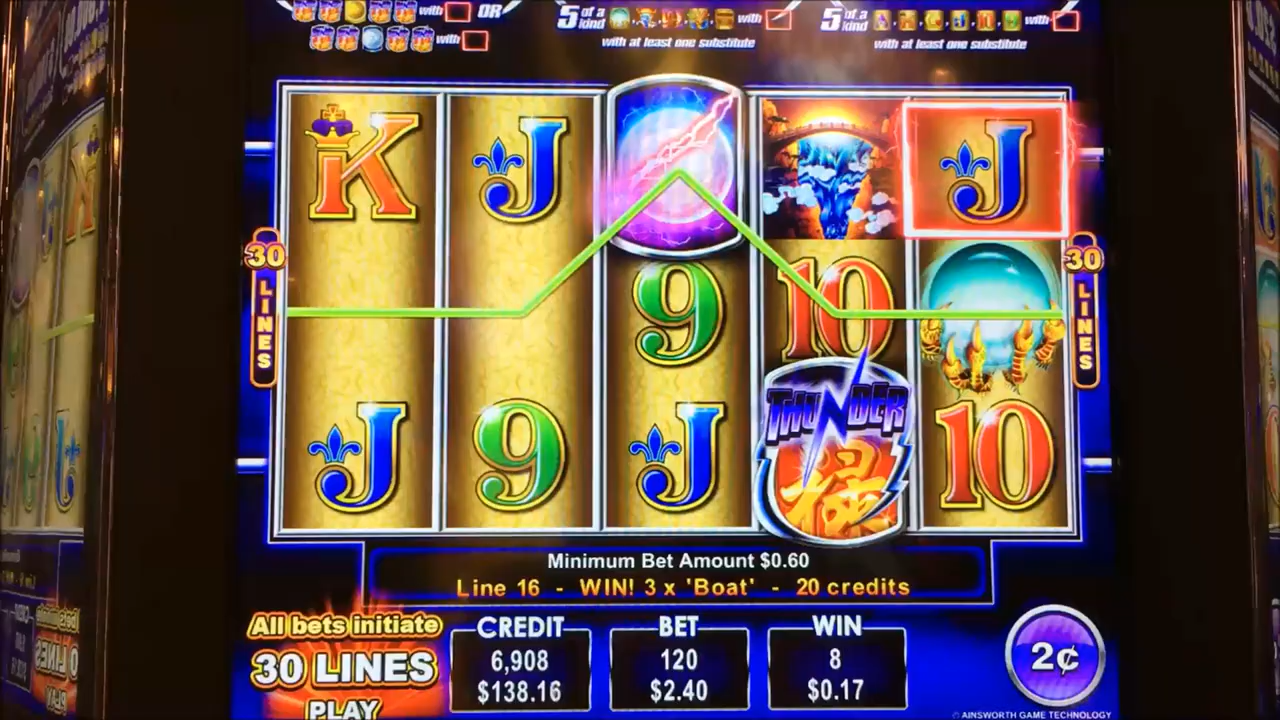 with OR
with
5 of a kind with
with at least one substitute
5 of a kind with
with at least one substitute
K J J
9 10
J 9 J THUNDER 10
30 LINES
30 LINES
Minimum Bet Amount $0.60
Line 16 - WIN! 3 x 'Boat' - 20 credits
All bets initiate
30 LINES
PLAY
CREDIT
6,908
$138.16
BET
120
$2.40
WIN
8
$0.17
2¢
© AINSWORTH GAME TECHNOLOGY